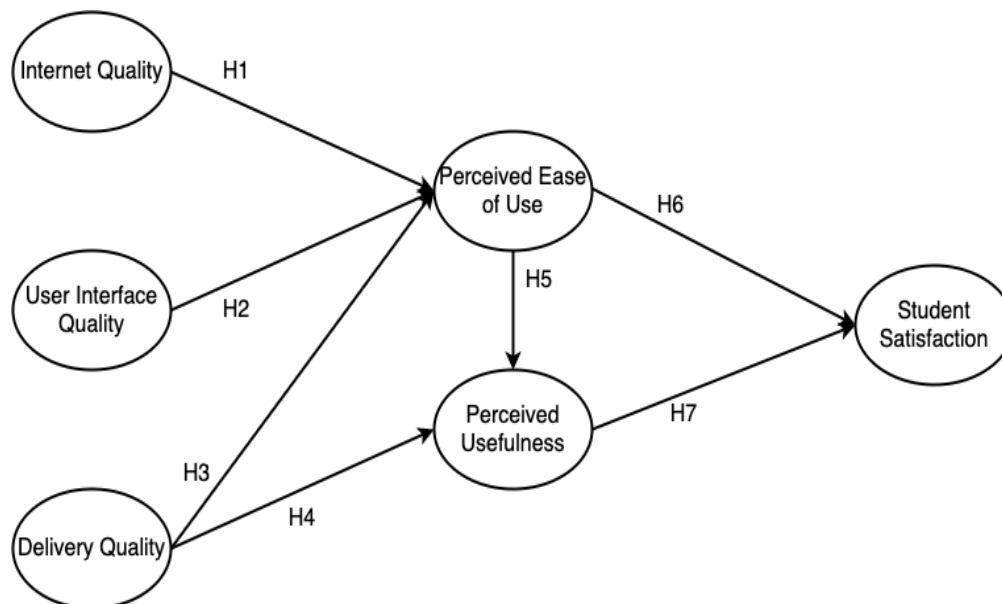 Internet Quality
H1
Perceived Ease
of Use
H6
User Interface
Quality
H2
H5
Student
Satisfaction
Perceived
Usefulness
H7
H3
H4
Delivery Quality